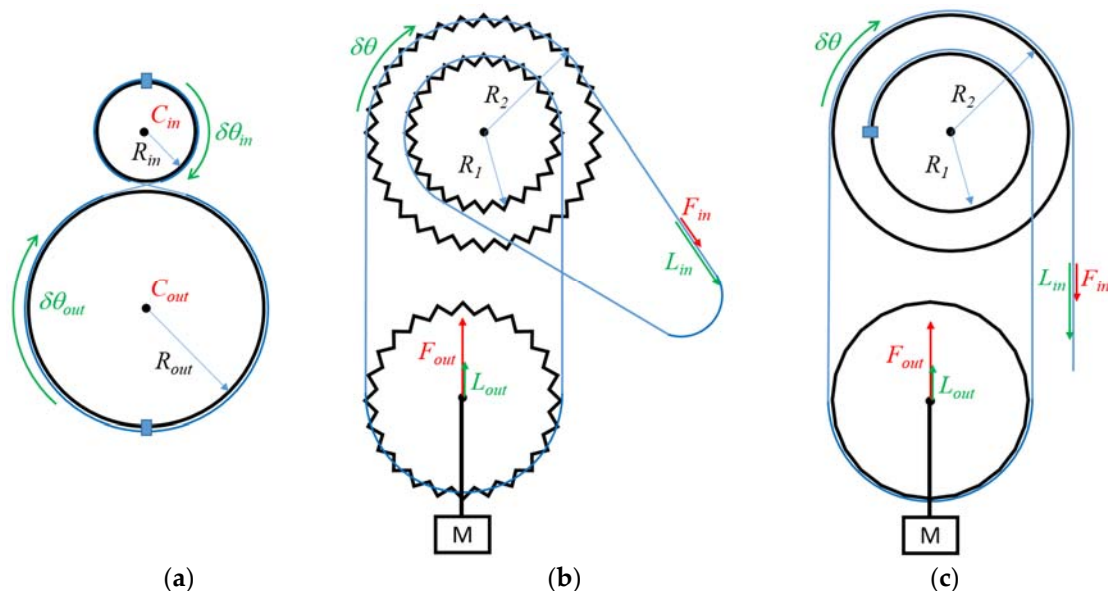 C_in
R_in
δθ_in
δθ_out
C_out
R_out
(a)
δθ
R_2
R_1
F_in
L_in
F_out
L_out
M
(b)
δθ
R_2
R_1
L_in
F_in
F_out
L_out
M
(c)